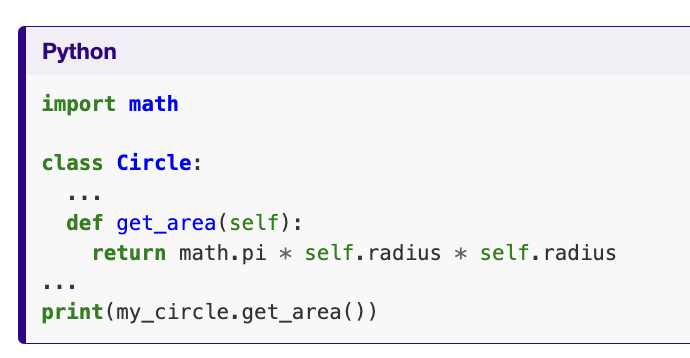 Python
import math
class Circle:
  ...
  def get_area(self):
    return math.pi * self.radius * self.radius
...
print(my_circle.get_area())